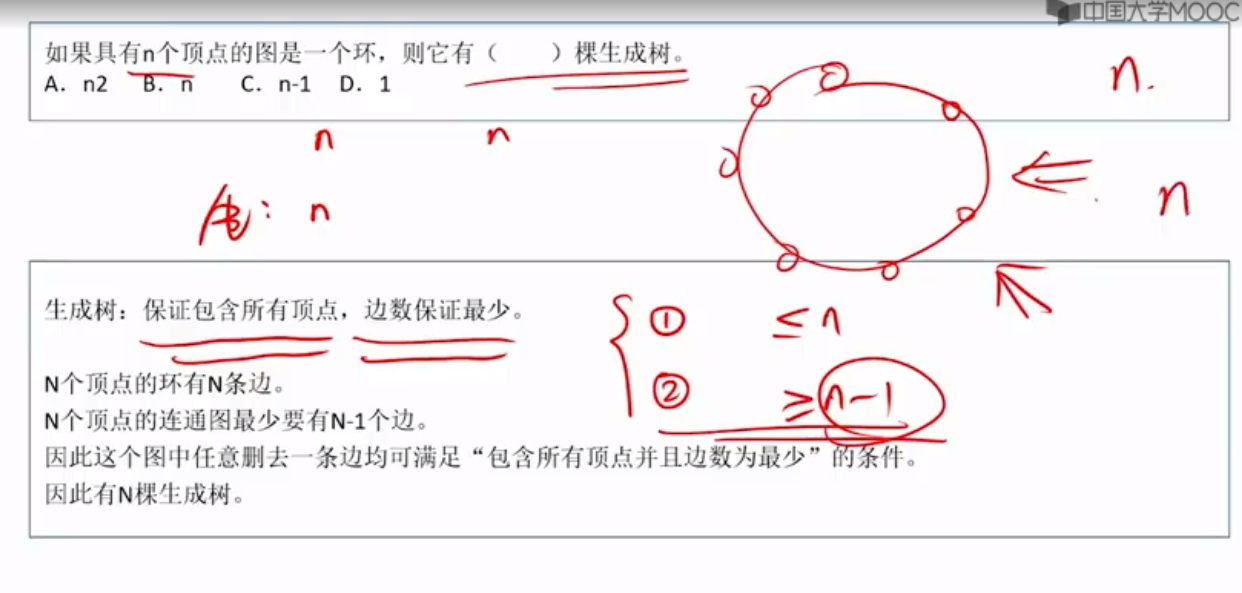 中国大学MOOC
如果具有n个顶点的图是一个环，则它有（　　）棵生成树。
A. n2　B. n　C. n-1　D. 1
n.
n　n
n
n
生成树：保证包含所有顶点，边数保证最少。
① ≤n
N个顶点的环有N条边。
② ≥n-1
N个顶点的连通图最少要有N-1个边。
因此这个图中任意删去一条边均可满足“包含所有顶点并且边数为最少”的条件。
因此有N棵生成树。